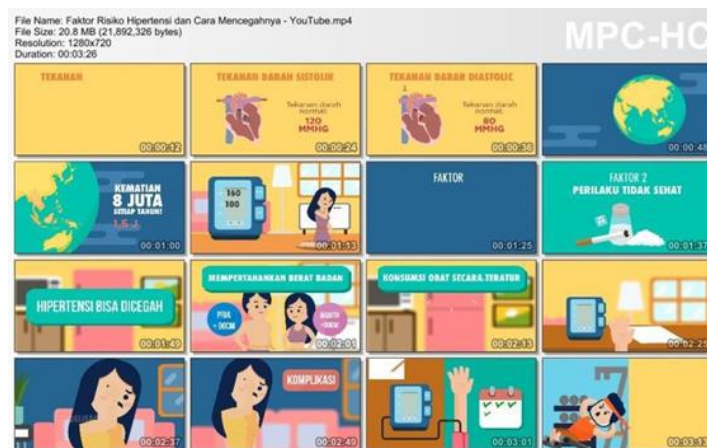 File Name: Faktor Risiko Hipertensi dan Cara Mencegahnya - YouTube.mp4
File Size: 20.8 MB (21,892,326 bytes)
Resolution: 1280x720
Duration: 00:03:26
MPC-HC
TEKANAN
00:00:12
TEKANAN DARAH SISTOLIK
Tekanan darah
normal
120
MMHG
00:00:24
TEKANAN DARAH DIASTOLIC
Tekanan darah
normal
80
MMHG
00:00:36
00:00:48
KEMATIAN
8 JUTA
SETIAP TAHUN!
1,5 J
00:01:00
160
100
00:01:13
FAKTOR
00:01:25
FAKTOR 2
PERILAKU TIDAK SEHAT
00:01:37
HIPERTENSI BISA DICEGAH
00:01:49
MEMPERTAHANKAN BERAT BADAN
PRIA
WANITA
00:02:01
KONSUMSI OBAT SECARA TERATUR
00:02:13
00:02:25
00:02:37
KOMPLIKASI
00:02:49
00:03:01
00:03:13